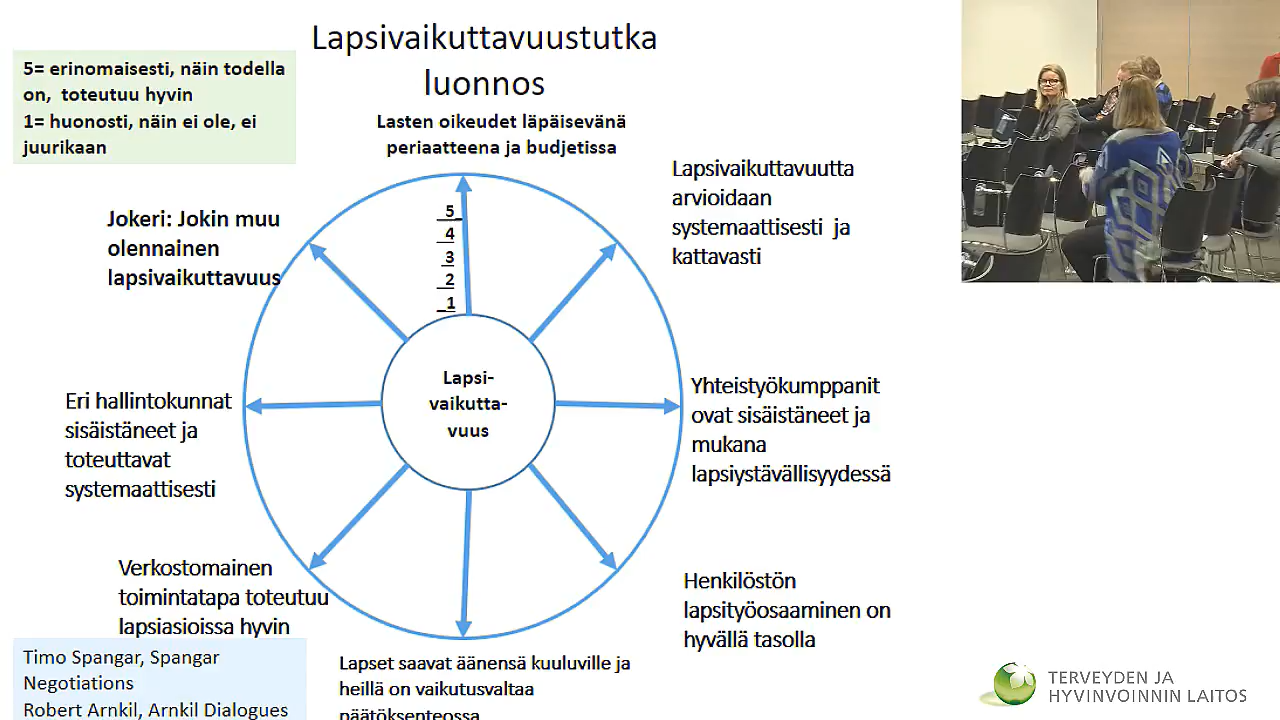 Lapsivaikuttavuustutka
luonnos
5= erinomaisesti, näin todella
on, toteutuu hyvin
1= huonosti, näin ei ole, ei
juurikaan
Lasten oikeudet läpäisevänä
periaatteena ja budjetissa
Lapsivaikuttavuutta
arvioidaan
systemaattisesti ja
kattavasti
Jokeri: Jokin muu
olennainen
lapsivaikuttavuus
5
4
3
2
1
Lapsi-
vaikutta-
vuus
Eri hallintokunnat
sisäistäneet ja
toteuttavat
systemaattisesti
Yhteistyökumppanit
ovat sisäistäneet ja
mukana
lapsiystävällisyydessä
Verkostomainen
toimintatapa toteutuu
lapsiasioissa hyvin
Henkilöstön
lapsityöosaaminen on
hyvällä tasolla
Lapset saavat äänensä kuuluville ja
heillä on vaikutusvaltaa
päätöksenteossa
Timo Spangar, Spangar
Negotiations
Robert Arnkil, Arnkil Dialogues
TERVEYDEN JA
HYVINVOINNIN LAITOS